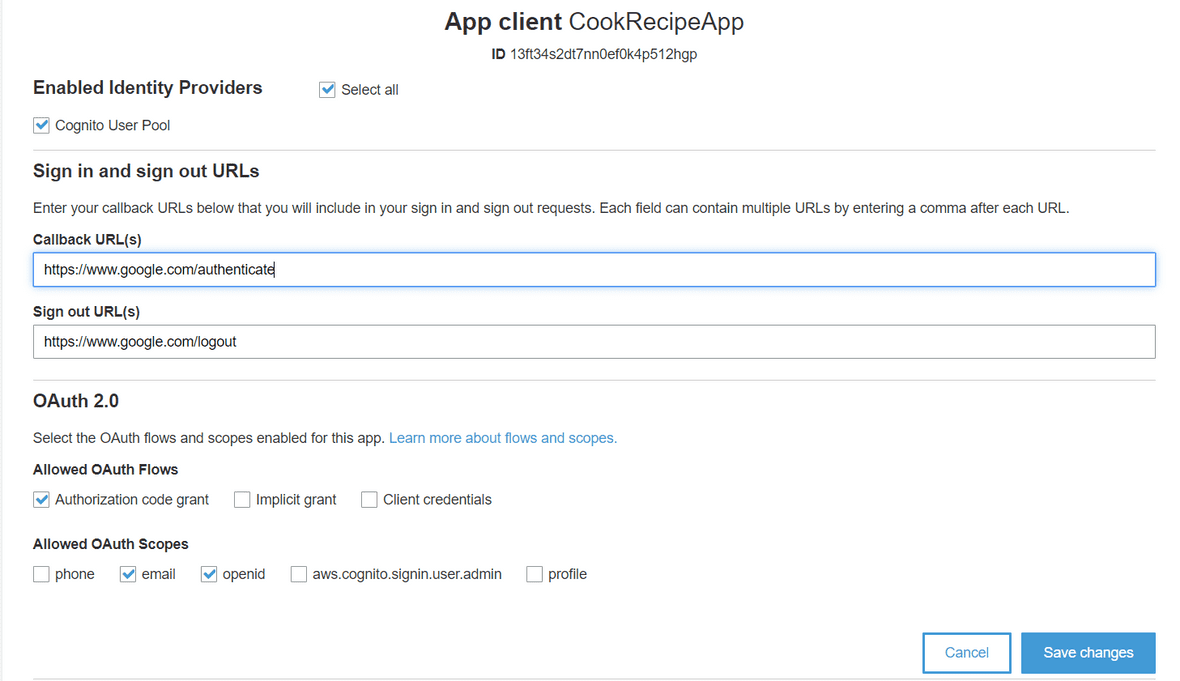 App client CookRecipeApp
ID 13ft34s2dt7nn0ef0k4p512hgp
Enabled Identity Providers Select all
Cognito User Pool
Sign in and sign out URLs
Enter your callback URLs below that you will include in your sign in and sign out requests. Each field can contain multiple URLs by entering a comma after each URL.
Callback URL(s)
https://www.google.com/authenticate
Sign out URL(s)
https://www.google.com/logout
OAuth 2.0
Select the OAuth flows and scopes enabled for this app. Learn more about flows and scopes.
Allowed OAuth Flows
Authorization code grant Implicit grant Client credentials
Allowed OAuth Scopes
phone email openid aws.cognito.signin.user.admin profile
Cancel Save changes